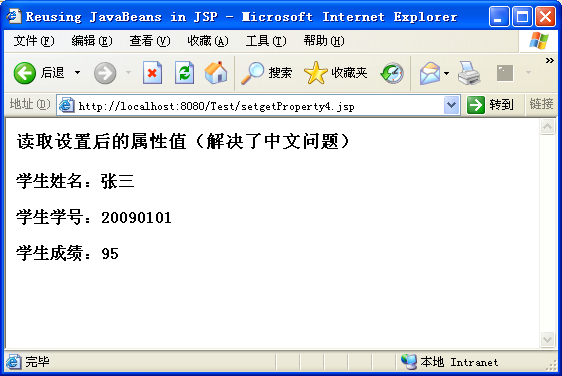 Reusing JavaBeans in JSP - Microsoft Internet Explorer
文件(F) 编辑(E) 查看(V) 收藏(A) 工具(T) 帮助(H)
后退 搜索 收藏夹 »
地址(D) http://localhost:8080/Test/setgetProperty4.jsp 转到 链接
读取设置后的属性值（解决了中文问题）
学生姓名：张三
学生学号：20090101
学生成绩：95
完毕 本地 Intranet